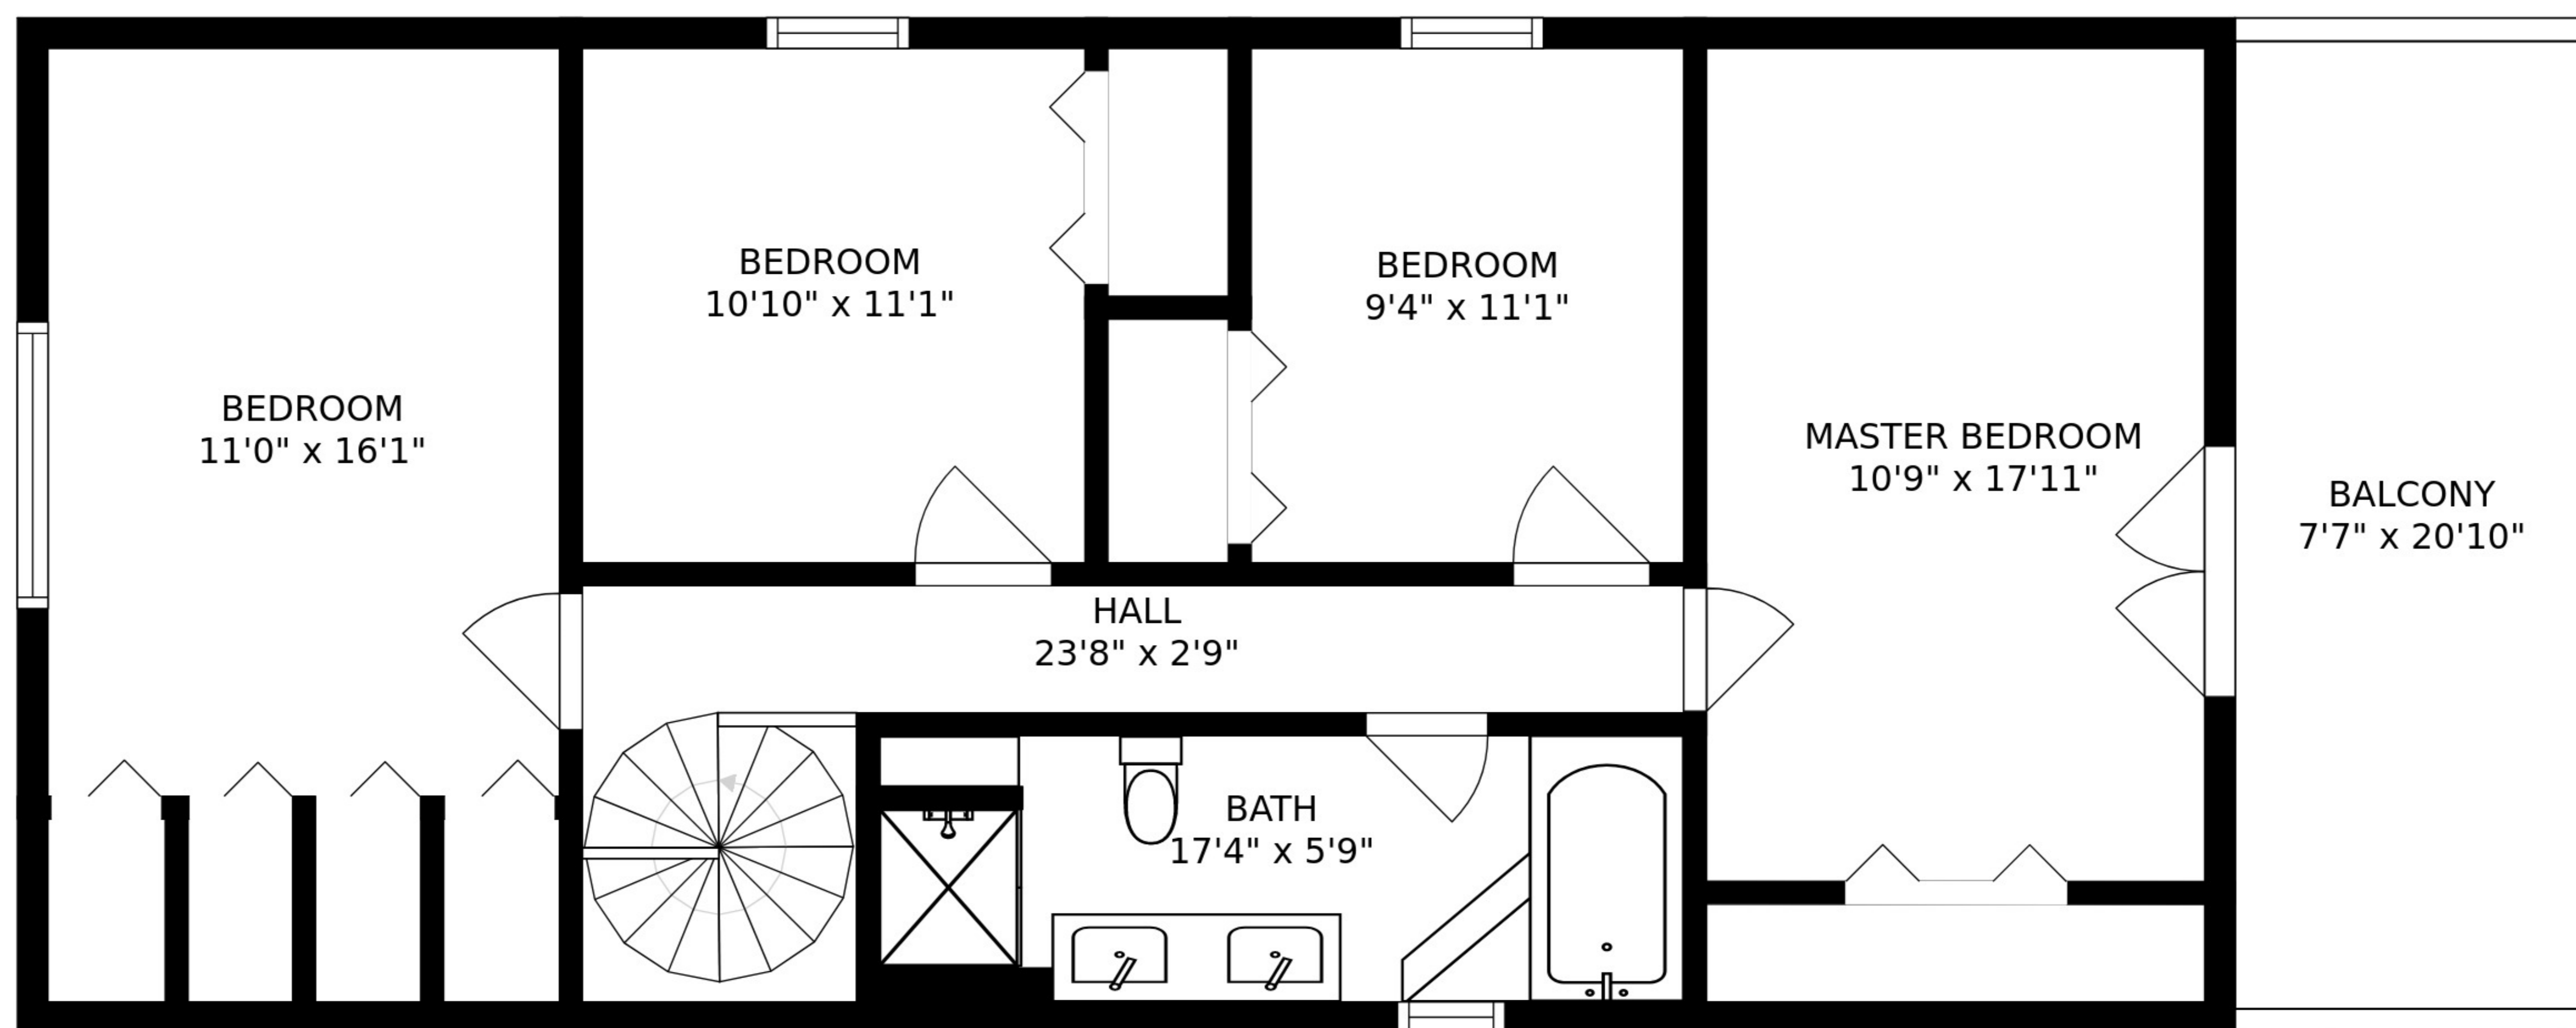 BEDROOM
11'0" x 16'1"
BEDROOM
10'10" x 11'1"
BEDROOM
9'4" x 11'1"
MASTER BEDROOM
10'9" x 17'11"
BALCONY
7'7" x 20'10"
HALL
23'8" x 2'9"
BATH
17'4" x 5'9"